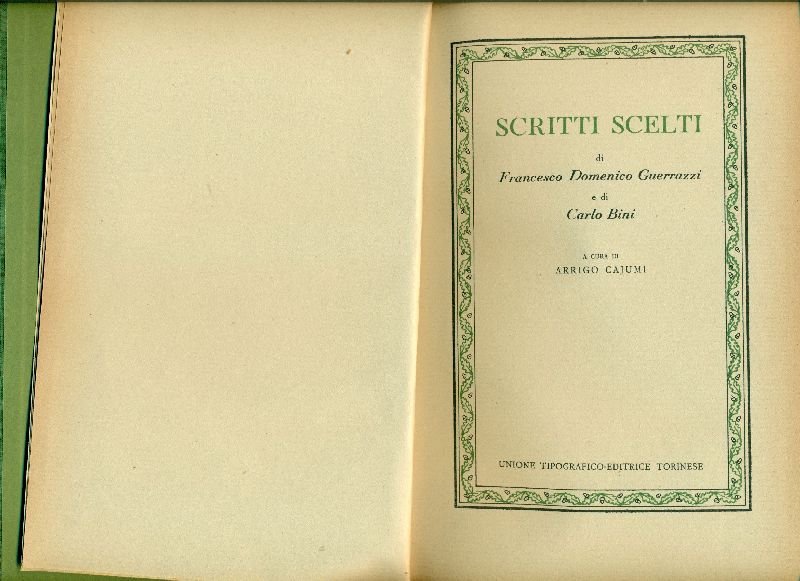 SCRITTI SCELTI
di
Francesco Domenico Guerrazzi
e di
Carlo Bini
A CURA DI
ARRIGO CAJUMI
UNIONE TIPOGRAFICO-EDITRICE TORINESE